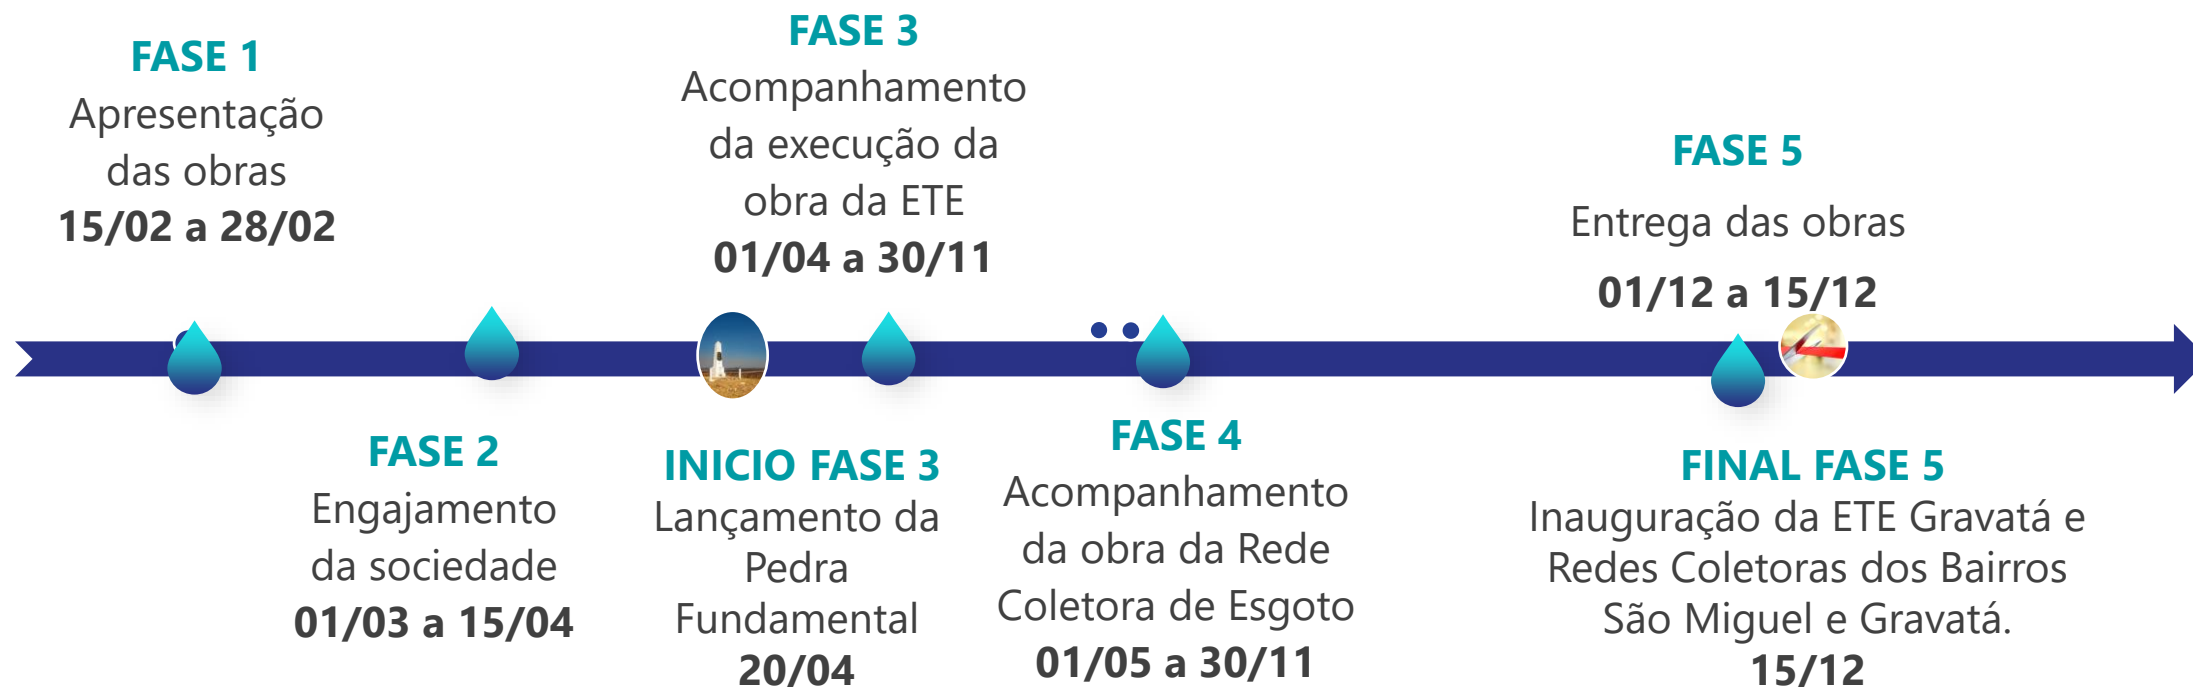 FASE 1
Apresentação
das obras
15/02 a 28/02
FASE 2
Engajamento
da sociedade
01/03 a 15/04
INICIO FASE 3
Lançamento da
Pedra
Fundamental
20/04
FASE 3
Acompanhamento
da execução da
obra da ETE
01/04 a 30/11
FASE 4
Acompanhamento
da obra da Rede
Coletora de Esgoto
01/05 a 30/11
FASE 5
Entrega das obras
01/12 a 15/12
FINAL FASE 5
Inauguração da ETE Gravatá e
Redes Coletoras dos Bairros
São Miguel e Gravatá.
15/12